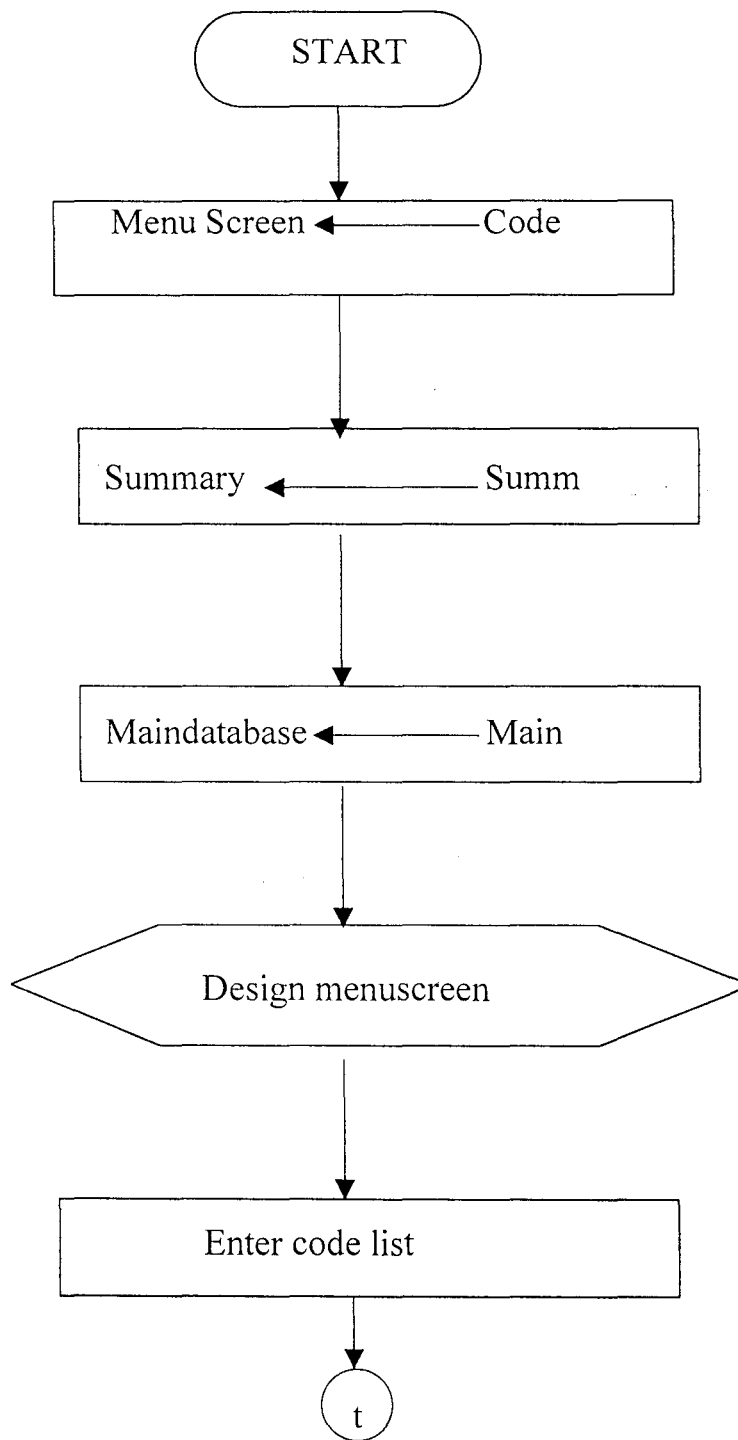 START
Menu Screen Code
Summary Summ
Maindatabase Main
Design menuscreen
Enter code list
t